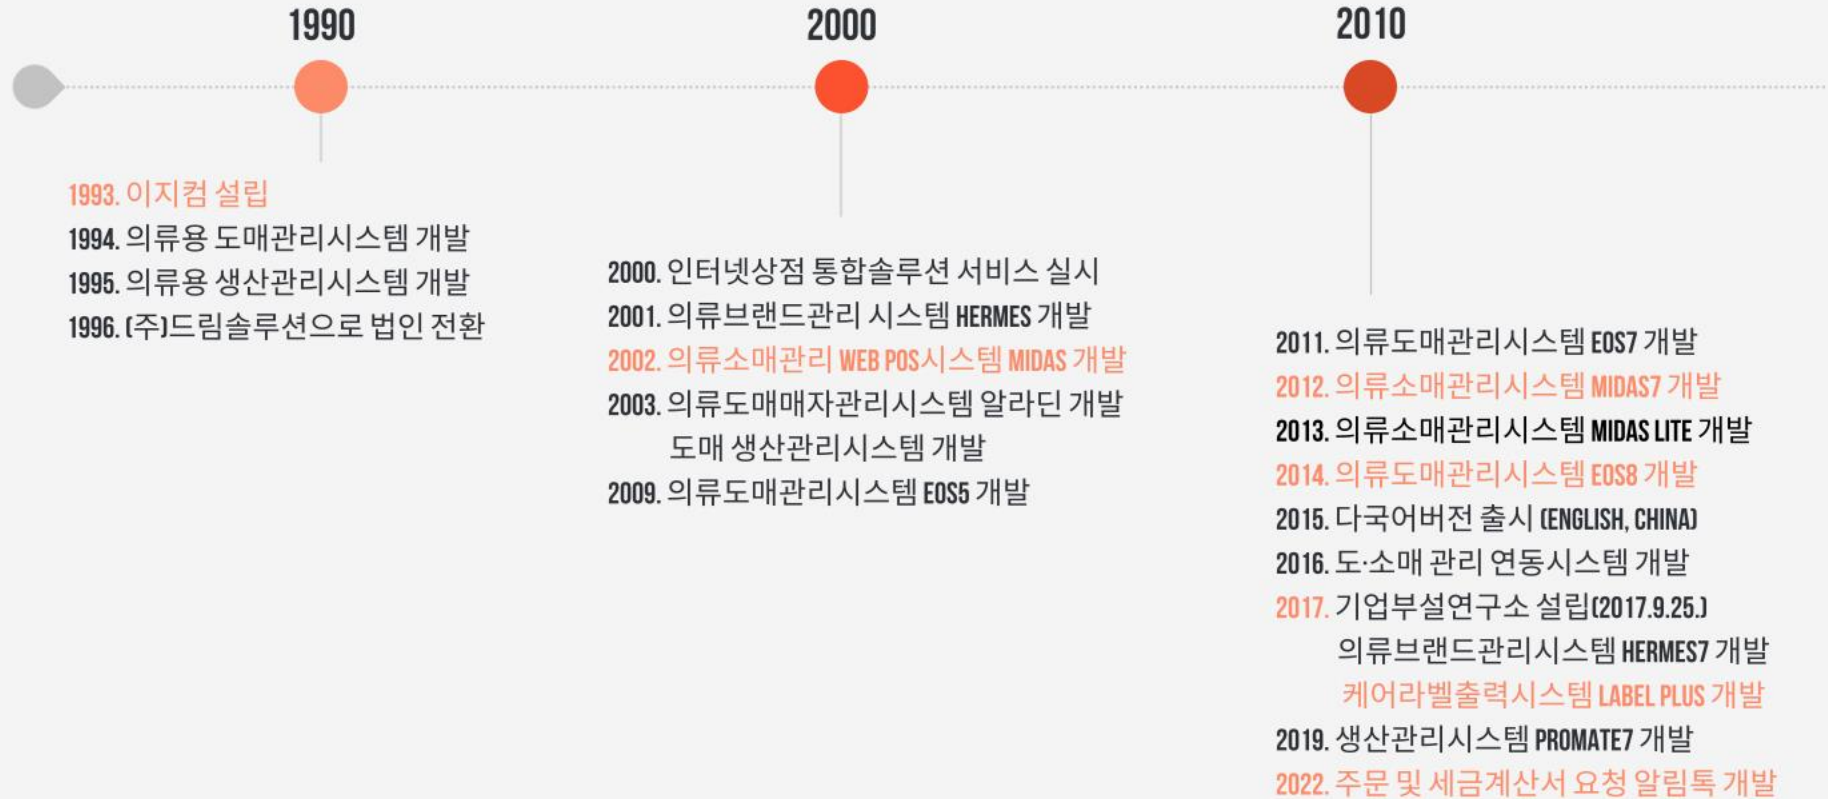 1990
1993. 이지컴 설립
1994. 의류용 도매관리시스템 개발
1995. 의류용 생산관리시스템 개발
1996. (주)드림솔루션으로 법인 전환
2000
2000. 인터넷상점 통합솔루션 서비스 실시
2001. 의류브랜드관리 시스템 HERMES 개발
2002. 의류소매관리 WEB POS시스템 MIDAS 개발
2003. 의류도매매자관리시스템 알라딘 개발
도매 생산관리시스템 개발
2009. 의류도매관리시스템 EOS5 개발
2010
2011. 의류도매관리시스템 EOS7 개발
2012. 의류소매관리시스템 MIDAS7 개발
2013. 의류소매관리시스템 MIDAS LITE 개발
2014. 의류도매관리시스템 EOS8 개발
2015. 다국어버전 출시 (ENGLISH, CHINA)
2016. 도·소매 관리 연동시스템 개발
2017. 기업부설연구소 설립(2017.9.25.)
의류브랜드관리시스템 HERMES7 개발
케어라벨출력시스템 LABEL PLUS 개발
2019. 생산관리시스템 PROMATE7 개발
2022. 주문 및 세금계산서 요청 알림톡 개발